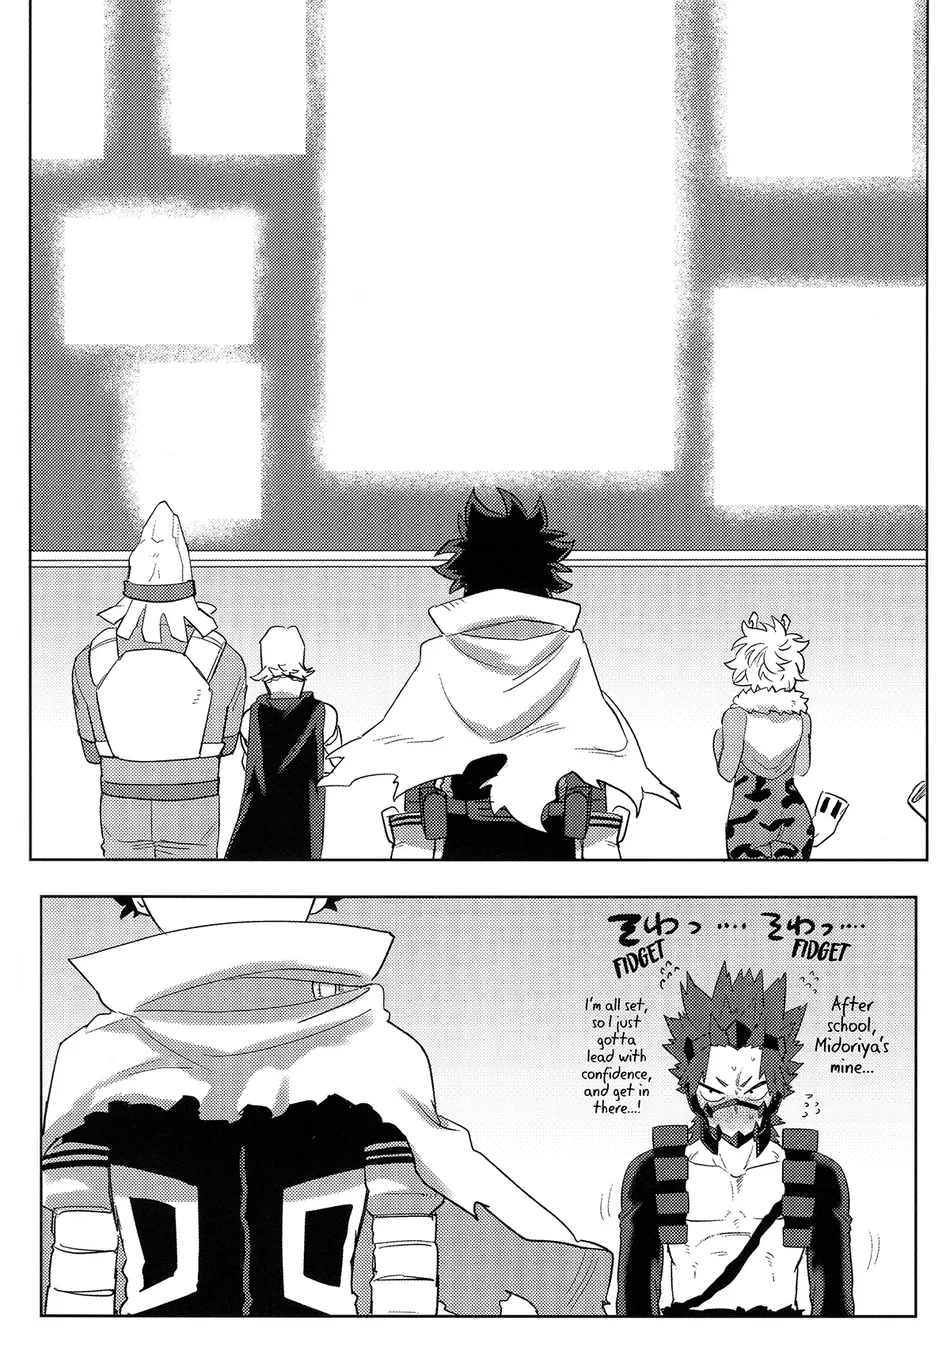 そわっ‥‥
FIDGET
そわっ‥‥
FIDGET
After
school,
Midoriya's
mine...
I'm all set,
so I just
gotta
lead with
confidence,
and get in
there...!